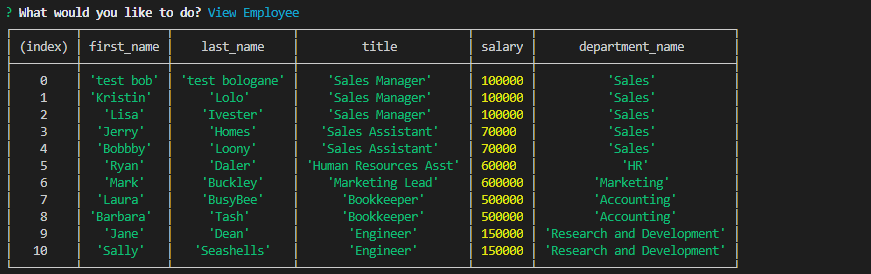 ? What would you like to do? View Employee
(index) first_name last_name title salary department_name
0 'test bob' 'test bologane' 'Sales Manager' 100000 'Sales'
1 'Kristin' 'Lolo' 'Sales Manager' 100000 'Sales'
2 'Lisa' 'Ivester' 'Sales Manager' 100000 'Sales'
3 'Jerry' 'Homes' 'Sales Assistant' 70000 'Sales'
4 'Bobbby' 'Loony' 'Sales Assistant' 70000 'Sales'
5 'Ryan' 'Daler' 'Human Resources Asst' 60000 'HR'
6 'Mark' 'Buckley' 'Marketing Lead' 600000 'Marketing'
7 'Laura' 'BusyBee' 'Bookkeeper' 500000 'Accounting'
8 'Barbara' 'Tash' 'Bookkeeper' 500000 'Accounting'
9 'Jane' 'Dean' 'Engineer' 150000 'Research and Development'
10 'Sally' 'Seashells' 'Engineer' 150000 'Research and Development'